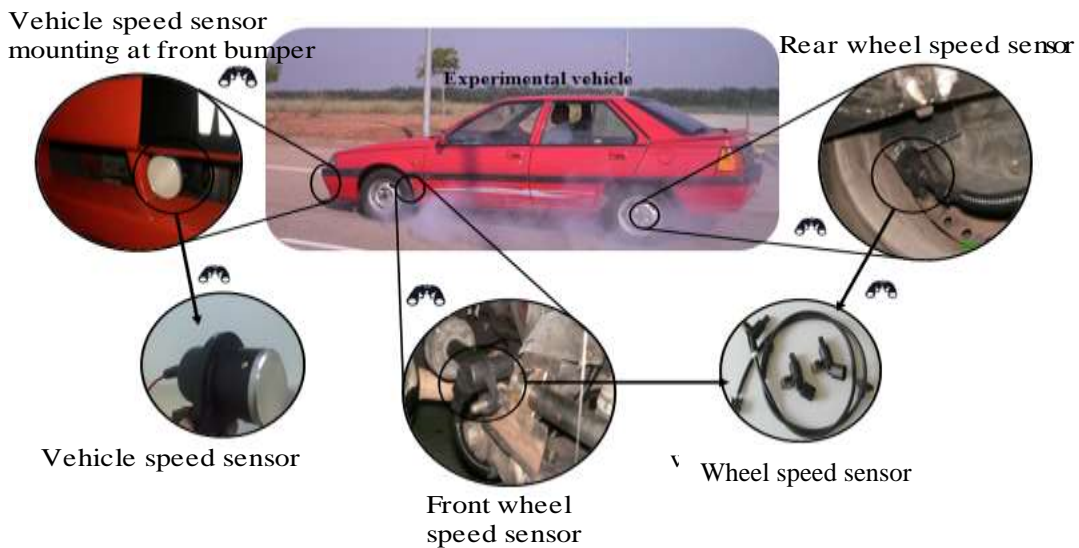 Vehicle speed sensor
mounting at front bumper
Experimental vehicle
Rear wheel speed sensor
Vehicle speed sensor
Front wheel
speed sensor
Wheel speed sensor